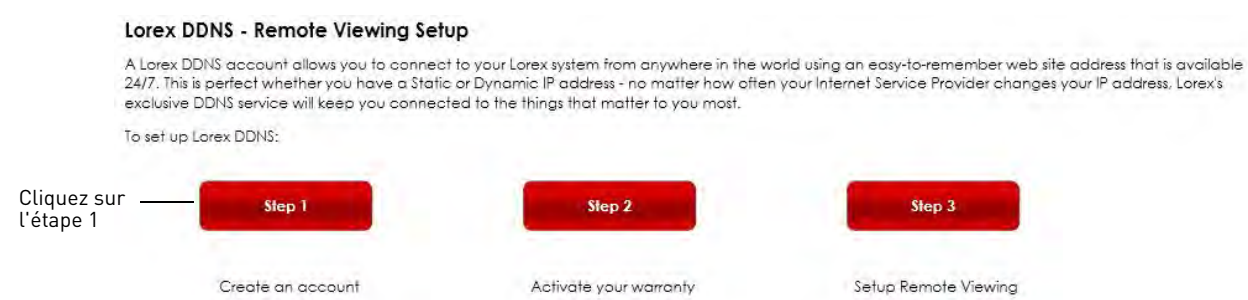 Lorex DDNS - Remote Viewing Setup
A Lorex DDNS account allows you to connect to your Lorex system from anywhere in the world using an easy-to-remember web site address that is available
24/7. This is perfect whether you have a Static or Dynamic IP address - no matter how often your Internet Service Provider changes your IP address, Lorex's
exclusive DDNS service will keep you connected to the things that matter to you most.
To set up Lorex DDNS:
Cliquez sur
l'étape 1
Step 1
Step 2
Step 3
Create an account
Activate your warranty
Setup Remote Viewing